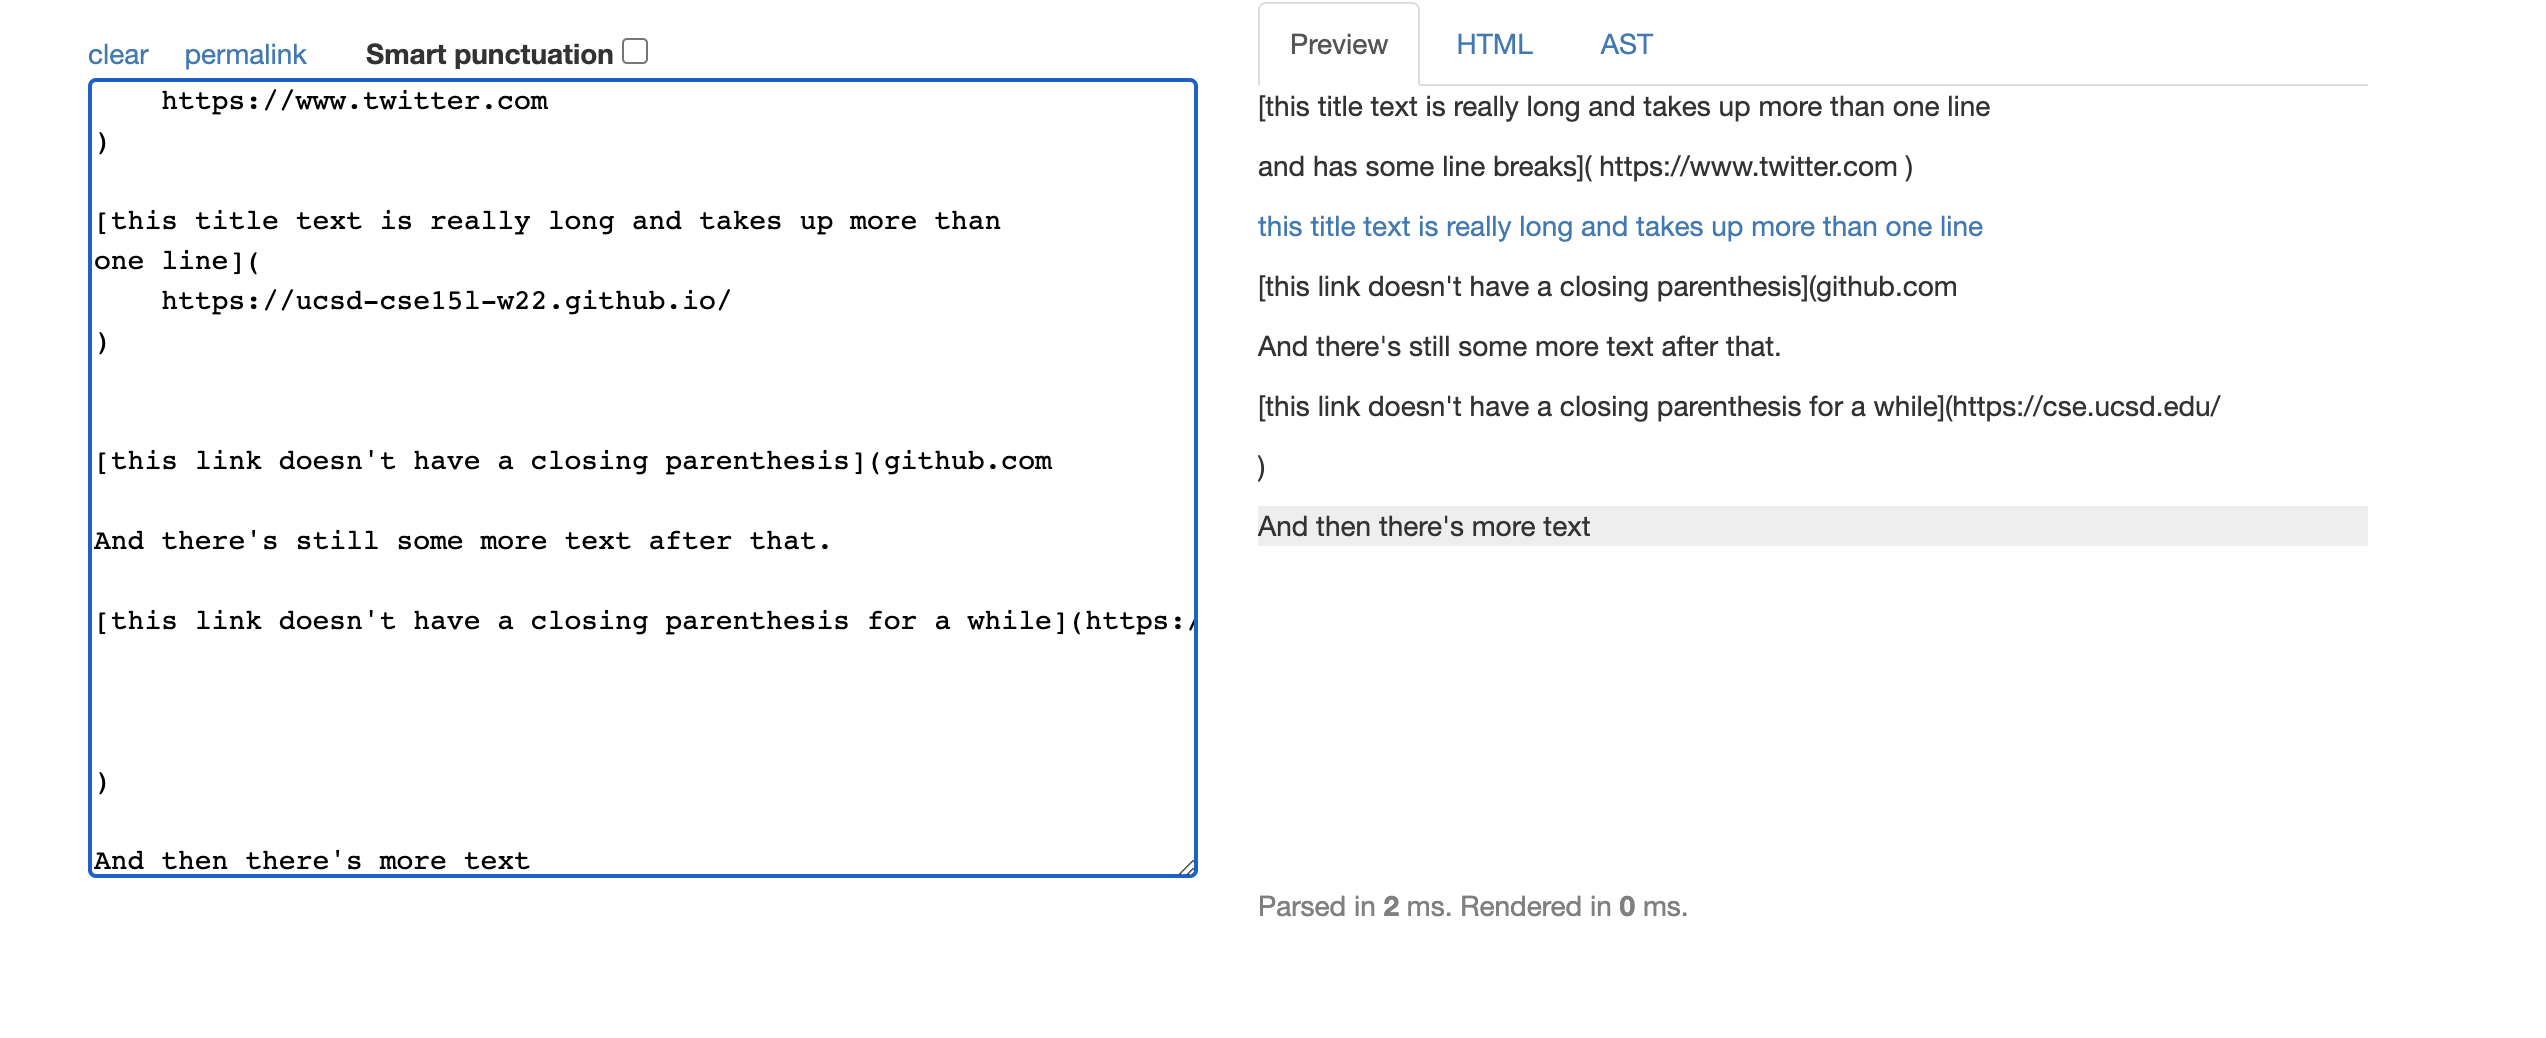 clear permalink Smart punctuation
https://www.twitter.com
)
[this title text is really long and takes up more than
one line](
https://ucsd-cse15l-w22.github.io/
)
[this link doesn't have a closing parenthesis](github.com
And there's still some more text after that.
[this link doesn't have a closing parenthesis for a while](https:/
)
And then there's more text
Preview HTML AST
[this title text is really long and takes up more than one line
and has some line breaks]( https://www.twitter.com )
this title text is really long and takes up more than one line
[this link doesn't have a closing parenthesis](github.com
And there's still some more text after that.
[this link doesn't have a closing parenthesis for a while](https://cse.ucsd.edu/
)
And then there's more text
Parsed in 2 ms. Rendered in 0 ms.